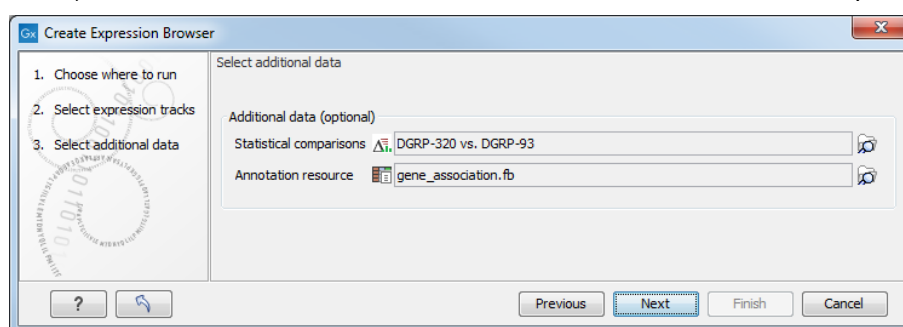 Gx Create Expression Browser
1. Choose where to run
2. Select expression tracks
3. Select additional data
Select additional data
Additional data (optional)
Statistical comparisons DGRP-320 vs. DGRP-93
Annotation resource gene_association.fb
? Previous Next Finish Cancel